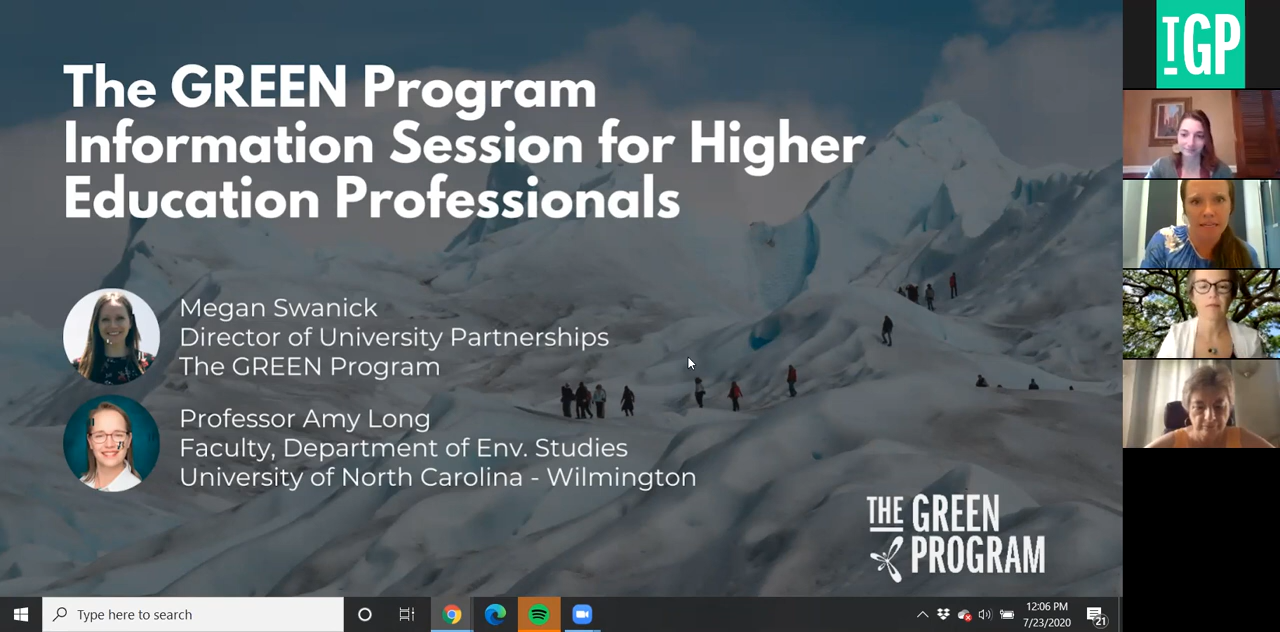 The GREEN Program
Information Session for Higher
Education Professionals
Megan Swanick
Director of University Partnerships
The GREEN Program
Professor Amy Long
Faculty, Department of Env. Studies
University of North Carolina - Wilmington
THE GREEN
PROGRAM
TGP
Type here to search
12:06 PM
7/23/2020
21